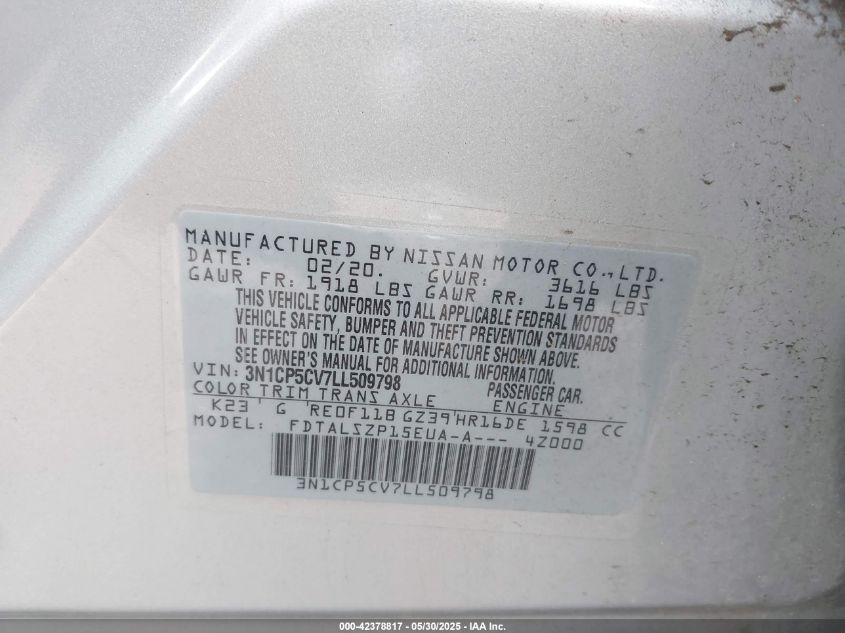 MANUFACTURED BY NISSAN MOTOR CO., LTD.
DATE: 02/20. GVWR: 3616 LBS
GAWR FR: 1918 LBS GAWR RR: 1698 LBS
THIS VEHICLE CONFORMS TO ALL APPLICABLE FEDERAL MOTOR
VEHICLE SAFETY, BUMPER AND THEFT PREVENTION STANDARDS
IN EFFECT ON THE DATE OF MANUFACTURE SHOWN ABOVE.
SEE OWNER'S MANUAL FOR ADDITIONAL INFORMATION.
VIN: 3N1CP5CV7LL509798 PASSENGER CAR.
COLOR TRIM TRANS AXLE ENGINE
K23 ' G 'RE0F11B GZ39'HR16DE 1598 CC
MODEL: FDTALSZP15EUA-A--- 4Z000
3N1CP5CV7LL509798
000-42378817 - 05/30/2025 - IAA Inc.